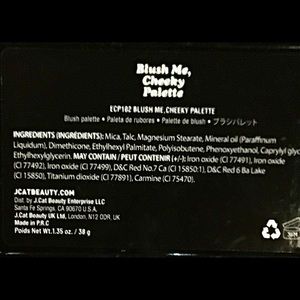 Blush Me,
Cheeky
Palette
ECP182 BLUSH ME, CHEEKY PALETTE
Blush palette • Paleta de rubores • Palette de blush • ブラシパレット
INGREDIENTS (INGRÉDIENTS): Mica, Talc, Magnesium Stearate, Mineral oil (Paraffinum
Liquidum), Dimethicone, Ethylhexyl Palmitate, Polyisobutene, Phenoxyethanol, Caprylyl glyc
Ethylhexylglycerin. MAY CONTAIN / PEUT CONTENIR (+/-): Iron oxide (CI 77491), Iron oxide
(CI 77492), Iron oxide (CI 77499), D&C Red No.7 Ca (CI 15850:1), D&C Red 6 Ba Lake
(CI 15850), Titanium dioxide (CI 77891), Carmine (CI 75470).
JCATBEAUTY.COM
Dist. by J.Cat Beauty Enterprise LLC
Santa Fe Springs, CA 90670 U.S.A.
J.Cat Beauty UK Ltd, London, N12 0DR, UK
Made in P.R.C
Poids Net Wt. 1.35 oz. / 38 g